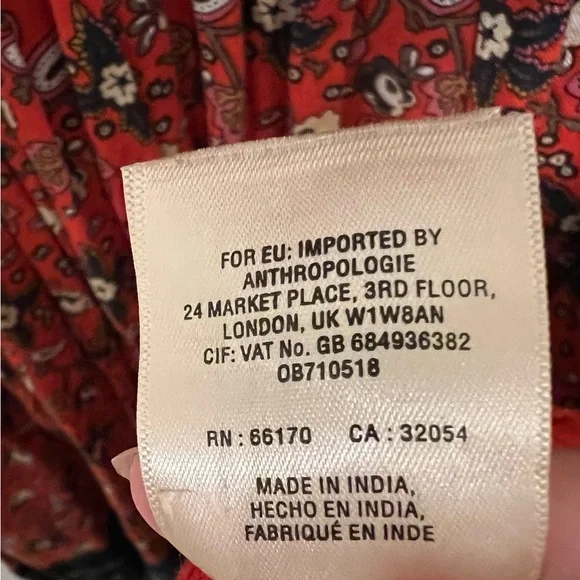 FOR EU: IMPORTED BY
ANTHROPOLOGIE
24 MARKET PLACE, 3RD FLOOR,
LONDON, UK W1W8AN
CIF: VAT No. GB 684936382
OB710518
RN : 66170 CA : 32054
MADE IN INDIA,
HECHO EN INDIA,
FABRIQUÉ EN INDE